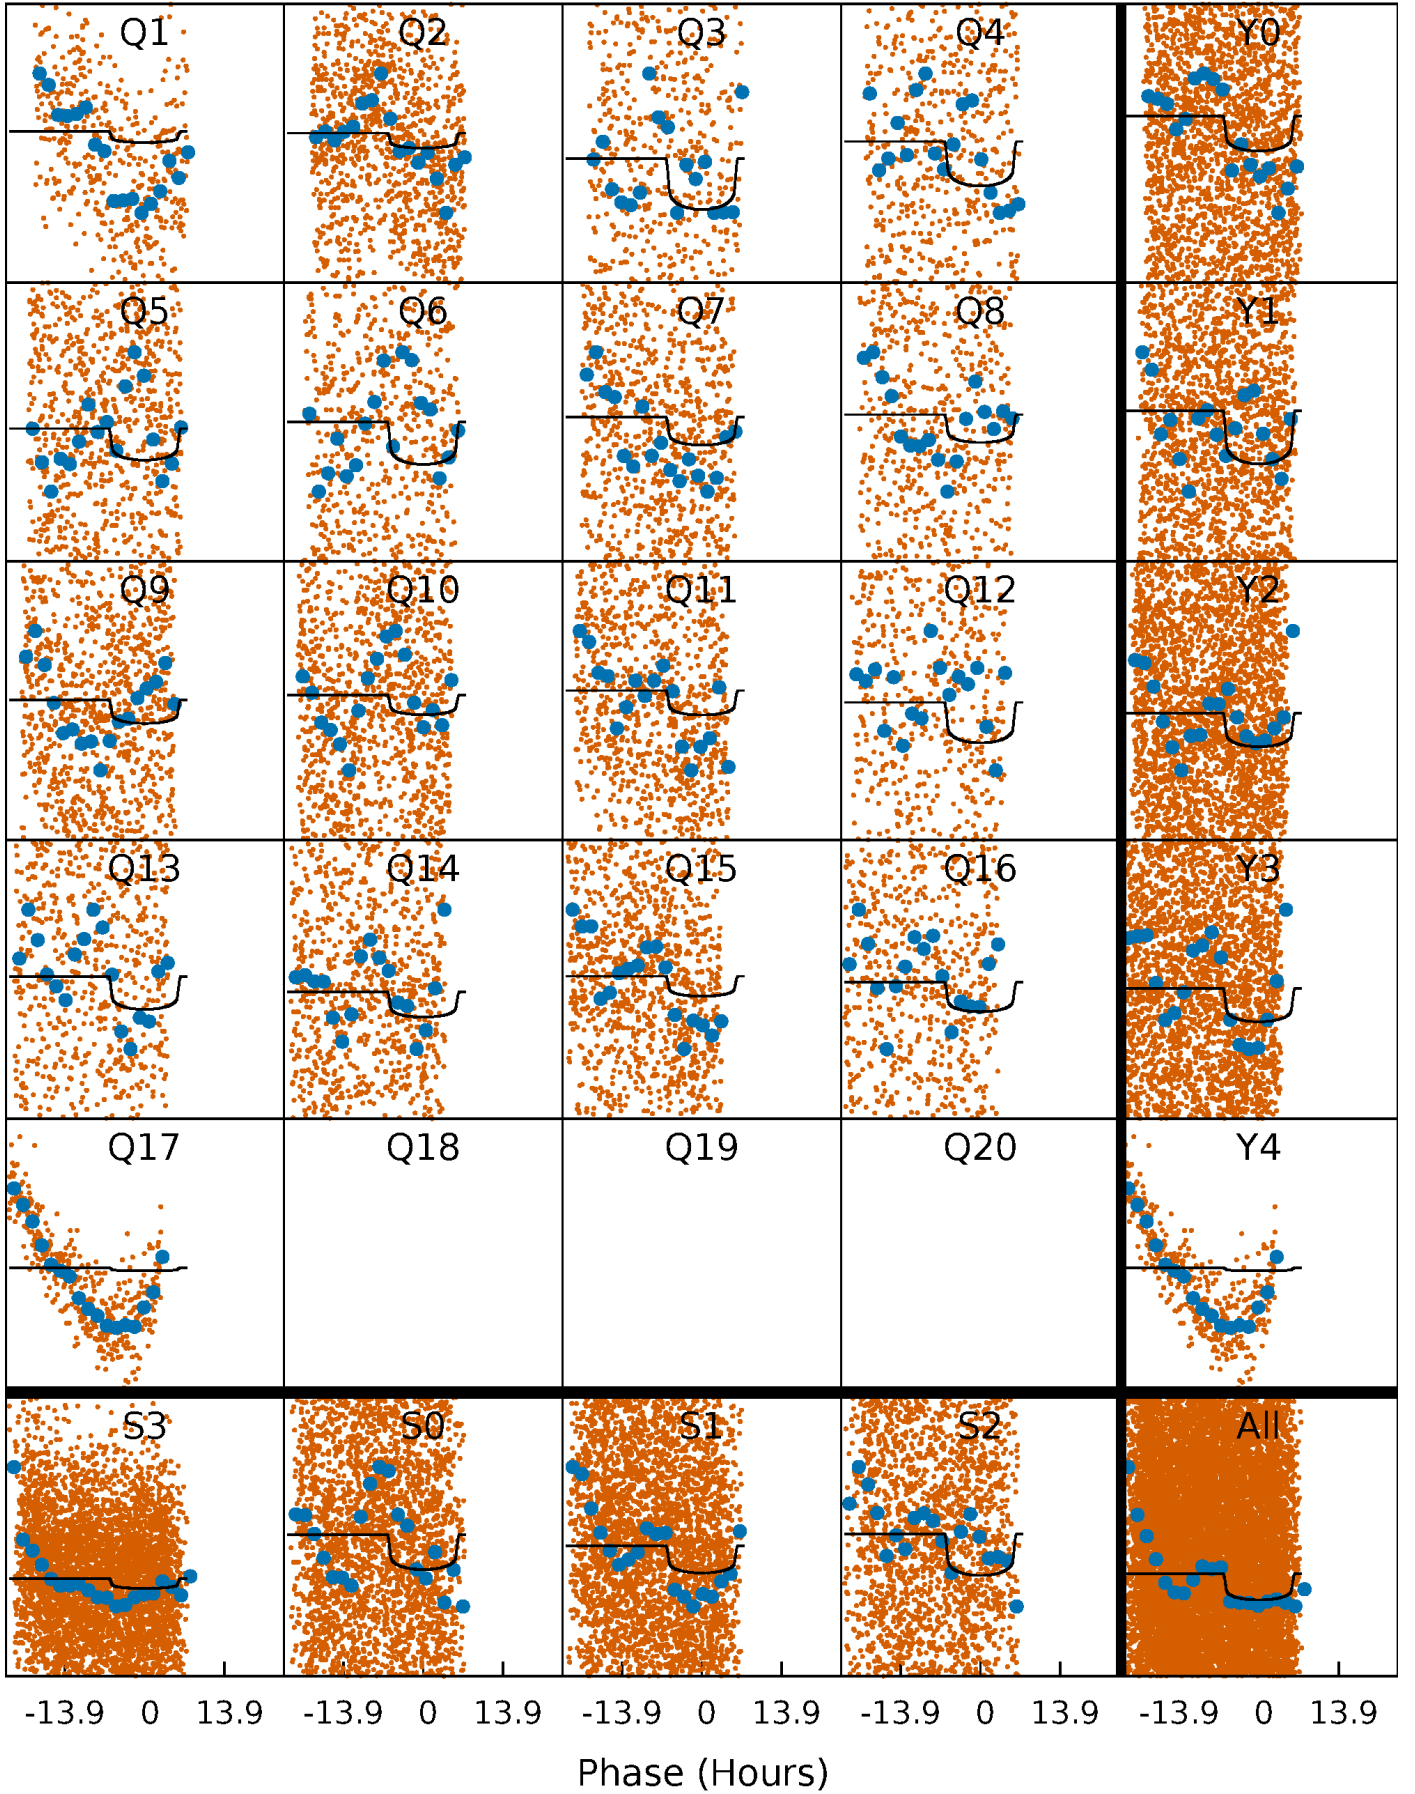 Q1 Q2 Q3 Q4 Y0
Q5 Q6 Q7 Q8 Y1
Q9 Q10 Q11 Q12 Y2
Q13 Q14 Q15 Q16 Y3
Q17 Q18 Q19 Q20 Y4
S3 S0 S1 S2 All
-13.9 0 13.9 -13.9 0 13.9 -13.9 0 13.9 -13.9 0 13.9 -13.9 0 13.9
Phase (Hours)